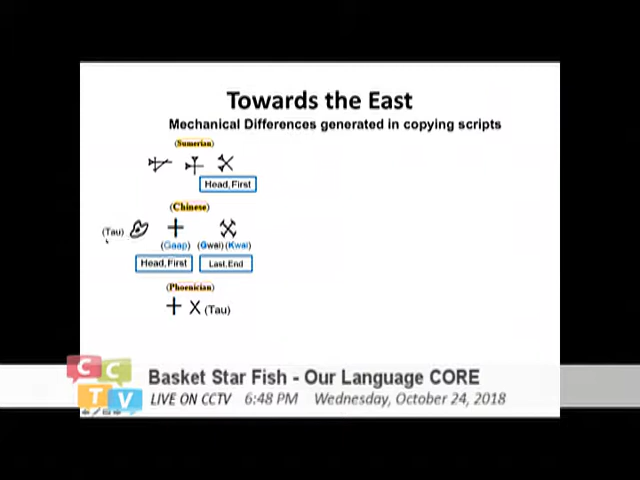 Towards the East
Mechanical Differences generated in copying scripts
(Sumerian)
Head, First
(Chinese)
(Tau)
(Gaap) (Gwai) (Kwai)
Head, First Last, End
(Phoenician)
+ X (Tau)
CCTV
Basket Star Fish - Our Language CORE
LIVE ON CCTV 6:48 PM Wednesday, October 24, 2018